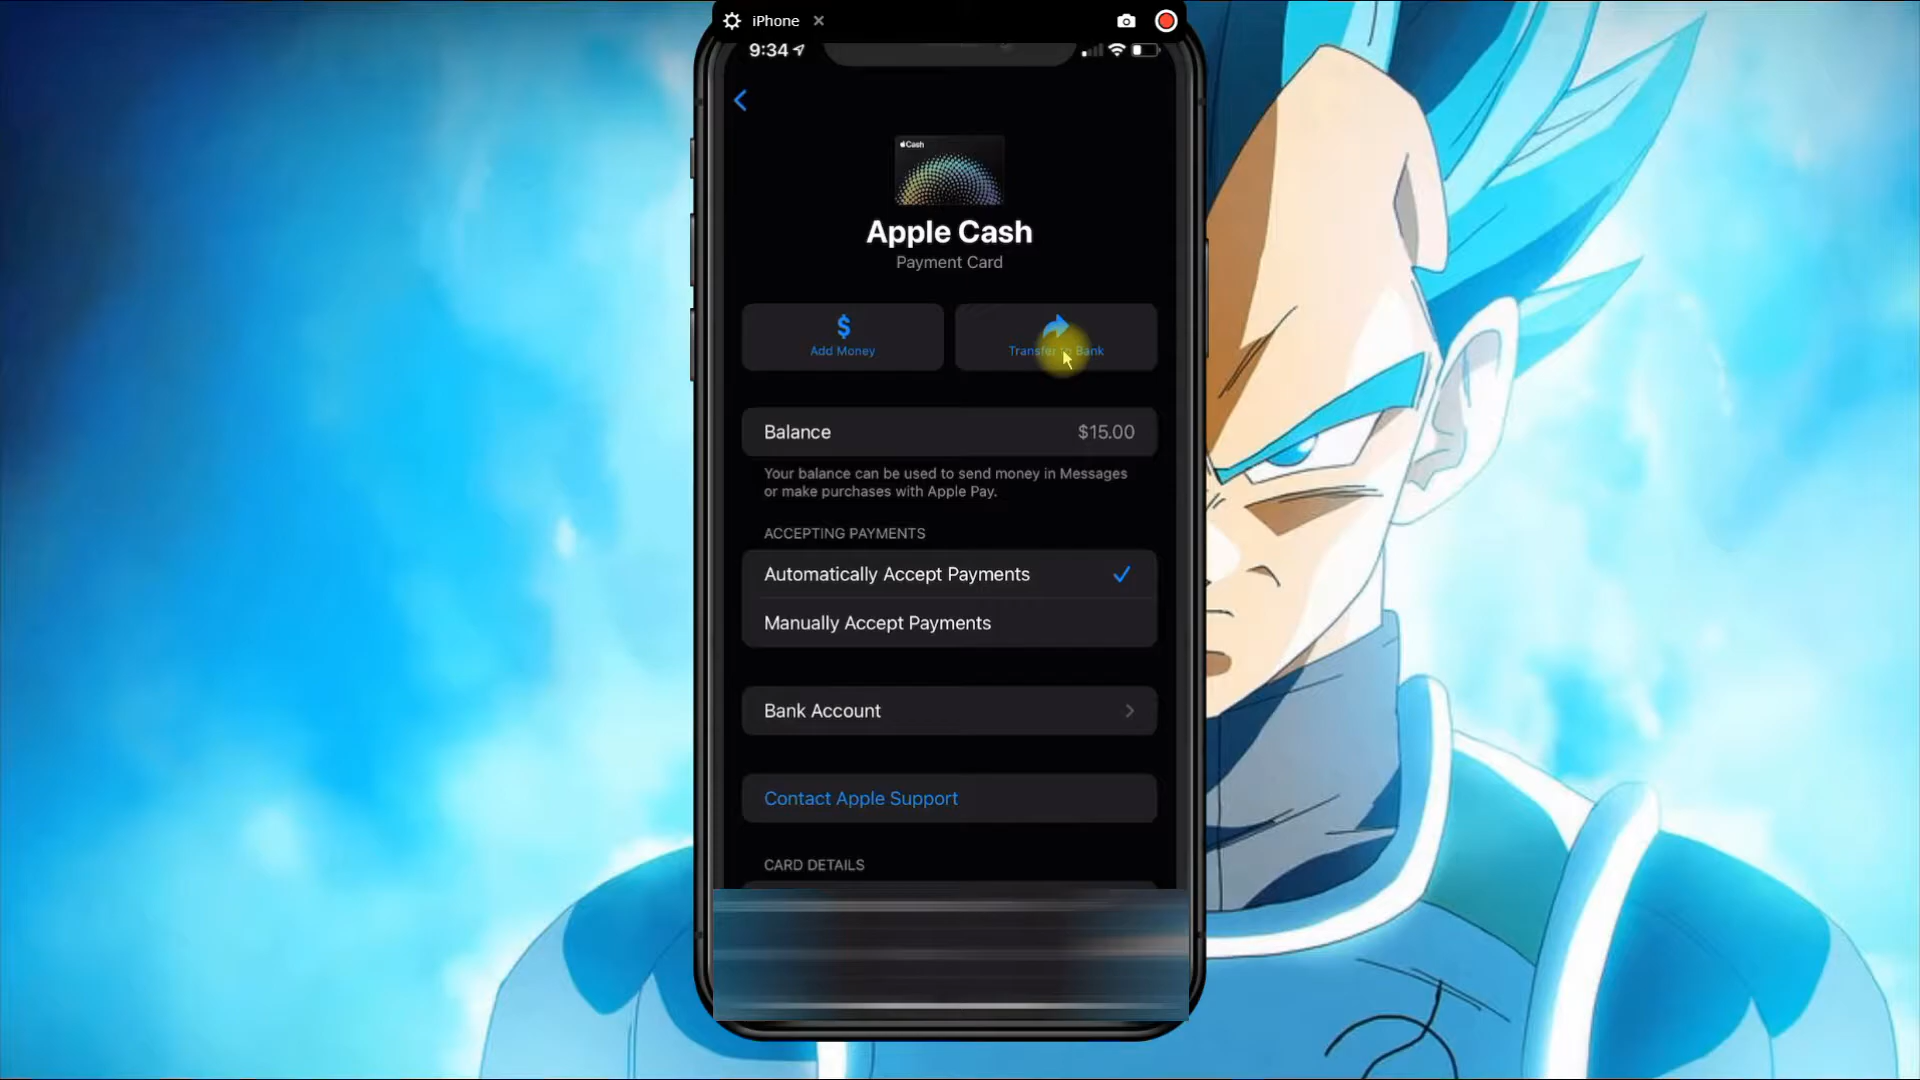 iPhone
9:34
Cash
Apple Cash
Payment Card
Add Money
Transfer to Bank
Balance
$15.00
Your balance can be used to send money in Messages
or make purchases with Apple Pay.
ACCEPTING PAYMENTS
Automatically Accept Payments
Manually Accept Payments
Bank Account
Contact Apple Support
CARD DETAILS